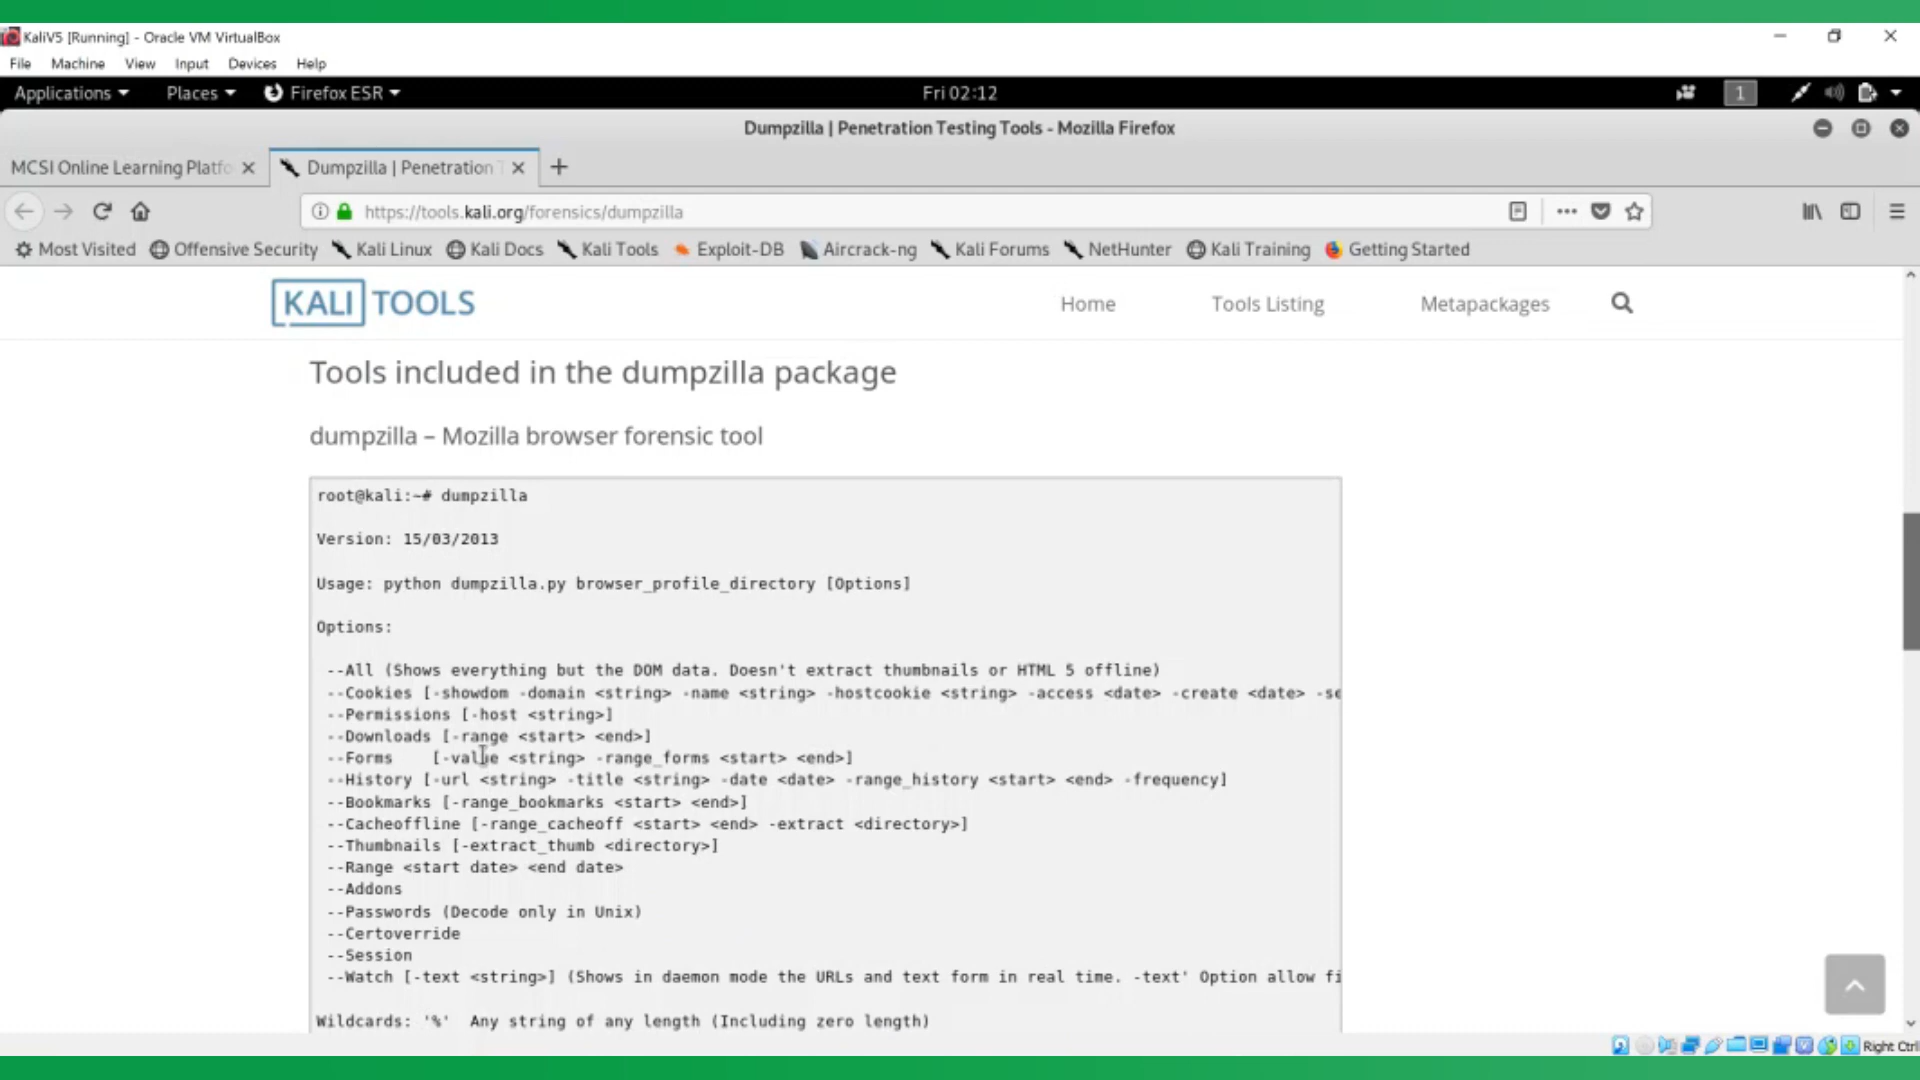 KaliV5 [Running] - Oracle VM VirtualBox
File Machine View Input Devices Help
Applications Places Firefox ESR Fri 02:12 1
Dumpzilla | Penetration Testing Tools - Mozilla Firefox
MCSI Online Learning Platfo Dumpzilla | Penetration T
https://tools.kali.org/forensics/dumpzilla
Most Visited Offensive Security Kali Linux Kali Docs Kali Tools Exploit-DB Aircrack-ng Kali Forums NetHunter Kali Training Getting Started
KALI TOOLS Home Tools Listing Metapackages
Tools included in the dumpzilla package
dumpzilla – Mozilla browser forensic tool
root@kali:~# dumpzilla
Version: 15/03/2013
Usage: python dumpzilla.py browser_profile_directory [Options]
Options:
--All (Shows everything but the DOM data. Doesn't extract thumbnails or HTML 5 offline)
--Cookies [-showdom -domain <string> -name <string> -hostcookie <string> -access <date> -create <date> -se
--Permissions [-host <string>]
--Downloads [-range <start> <end>]
--Forms [-value <string> -range_forms <start> <end>]
--History [-url <string> -title <string> -date <date> -range_history <start> <end> -frequency]
--Bookmarks [-range_bookmarks <start> <end>]
--Cacheoffline [-range_cacheoff <start> <end> -extract <directory>]
--Thumbnails [-extract_thumb <directory>]
--Range <start date> <end date>
--Addons
--Passwords (Decode only in Unix)
--Certoverride
--Session
--Watch [-text <string>] (Shows in daemon mode the URLs and text form in real time. -text' Option allow fi
Wildcards: '%' Any string of any length (Including zero length)
Right Ctrl